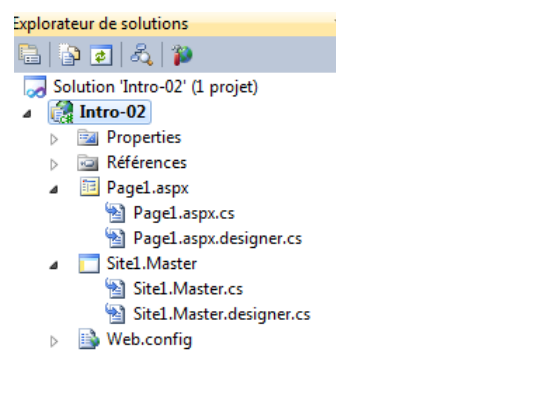 Explorateur de solutions
Solution 'Intro-02' (1 projet)
Intro-02
Properties
Références
Page1.aspx
Page1.aspx.cs
Page1.aspx.designer.cs
Site1.Master
Site1.Master.cs
Site1.Master.designer.cs
Web.config